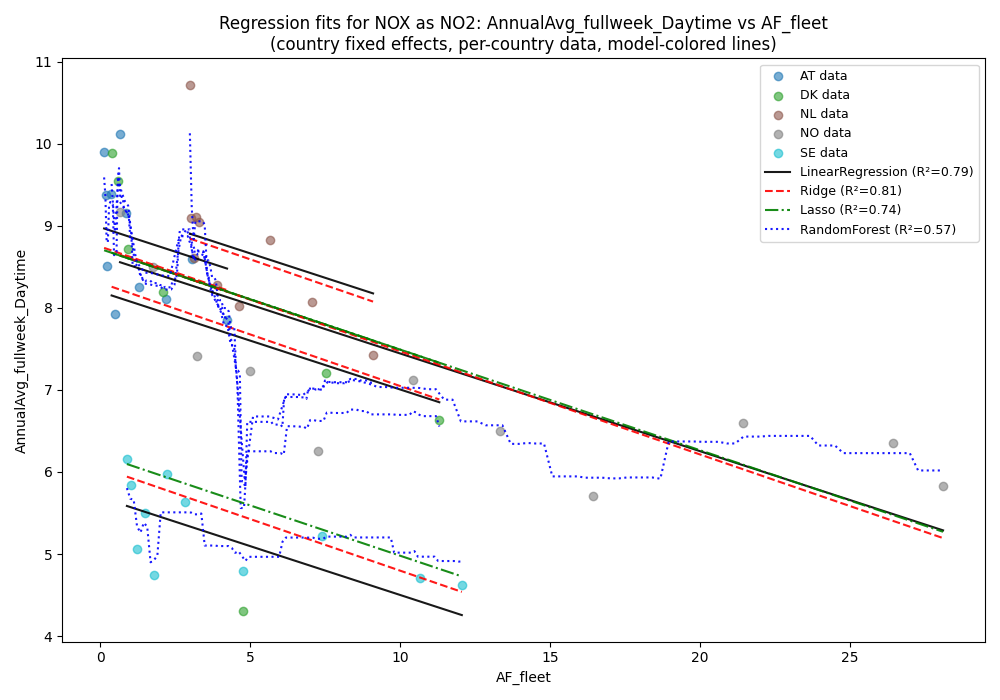 Regression fits for NOX as NO2: AnnualAvg_fullweek_Daytime vs AF_fleet
(country fixed effects, per-country data, model-colored lines)
AT data
DK data
NL data
NO data
SE data
LinearRegression (R²=0.79)
Ridge (R²=0.81)
Lasso (R²=0.74)
RandomForest (R²=0.57)
AnnualAvg_fullweek_Daytime
11
10
9
8
7
6
5
4
0 5 10 15 20 25
AF_fleet